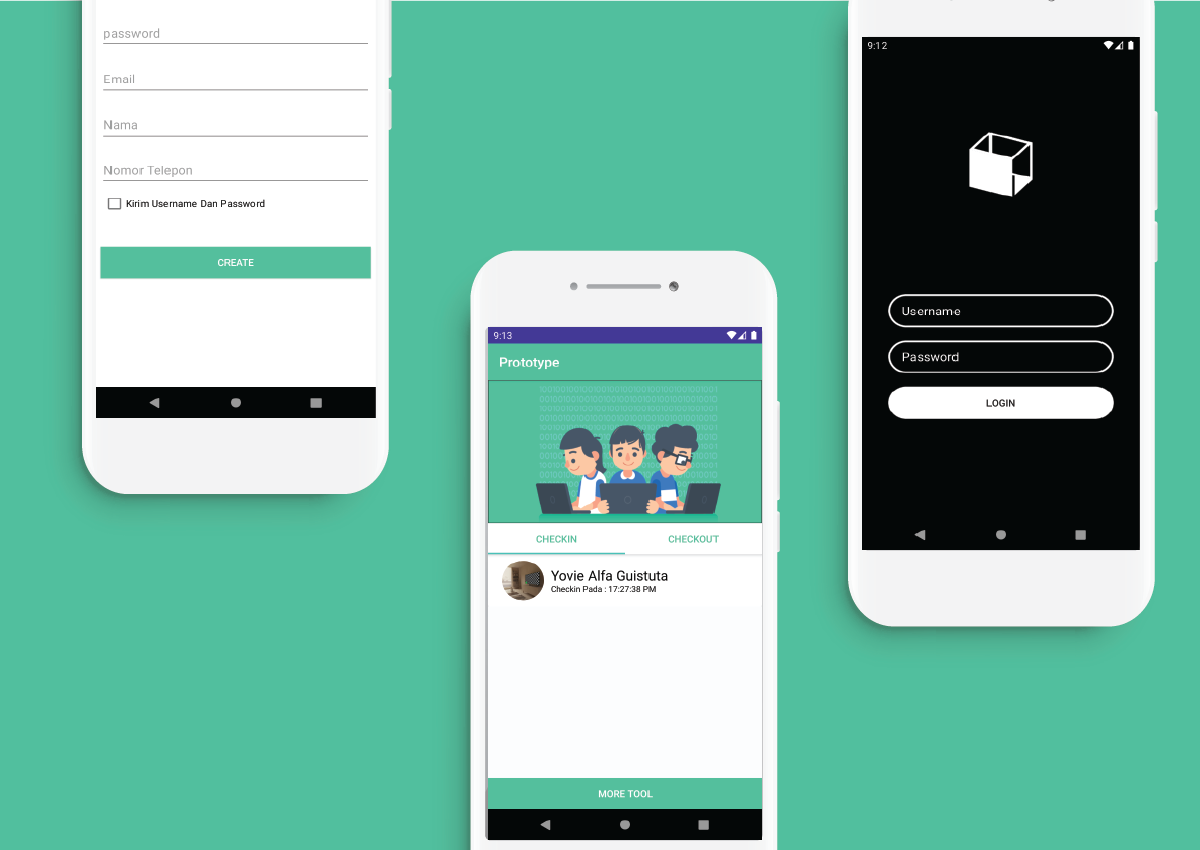 password
Email
Nama
Nomor Telepon
Kirim Username Dan Password
CREATE
9:13
Prototype
CHECKIN
CHECKOUT
Yovie Alfa Guistuta
Checkin Pada : 17:27:38 PM
MORE TOOL
9:12
Username
Password
LOGIN